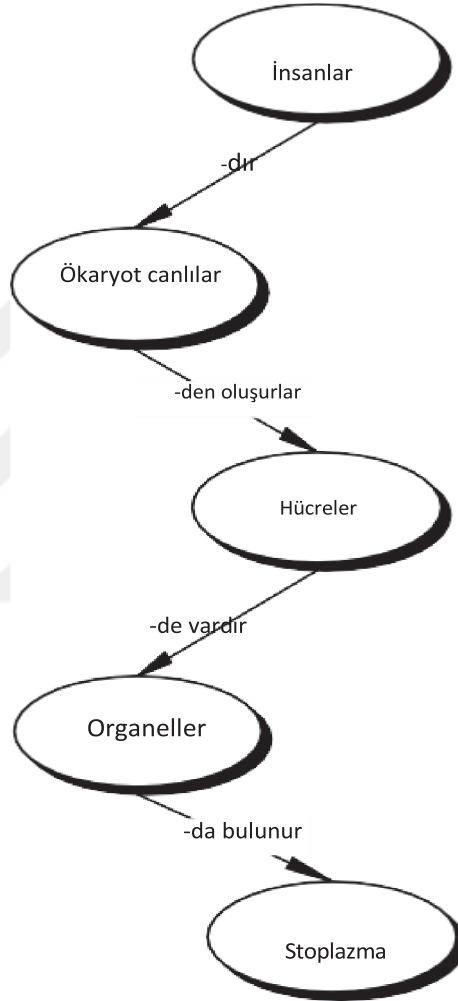 İnsanlar
-dır
Ökaryot canlılar
-den oluşurlar
Hücreler
-de vardır
Organeller
-da bulunur
Stoplazma